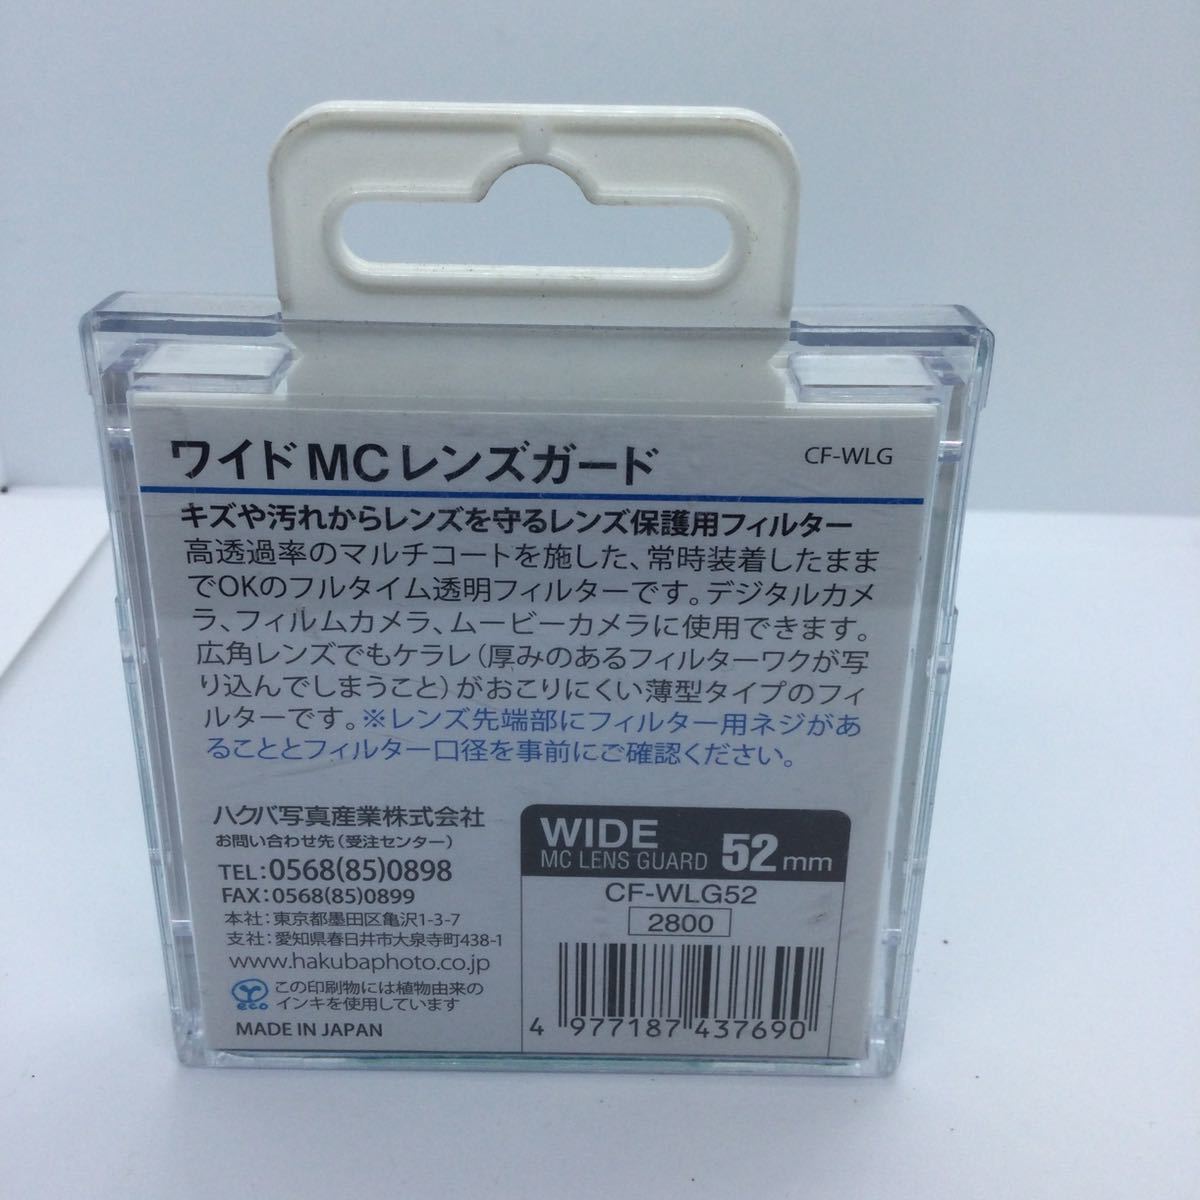 ワイド MC レンズガード CF-WLG
キズや汚れからレンズを守るレンズ保護用フィルター
高透過率のマルチコートを施した、常時装着したまま
でOKのフルタイム透明フィルターです。デジタルカメ
ラ、フィルムカメラ、ムービーカメラに使用できます。
広角レンズでもケラレ(厚みのあるフィルターワクが写
り込んでしまうこと)がおこりにくい薄型タイプのフィ
ルターです。※レンズ先端部にフィルター用ネジがあ
ることとフィルター口径を事前にご確認ください。
ハクバ写真産業株式会社
お問い合わせ先(受注センター)
TEL:0568(85)0898
FAX:0568(85)0899
本社:東京都墨田区亀沢1-3-7
支社:愛知県春日井市大泉寺町438-1
www.hakubaphoto.co.jp
eco この印刷物には植物由来の
インキを使用しています
MADE IN JAPAN
WIDE
MC LENS GUARD 52mm
CF-WLG52
2800
4 977187 437690